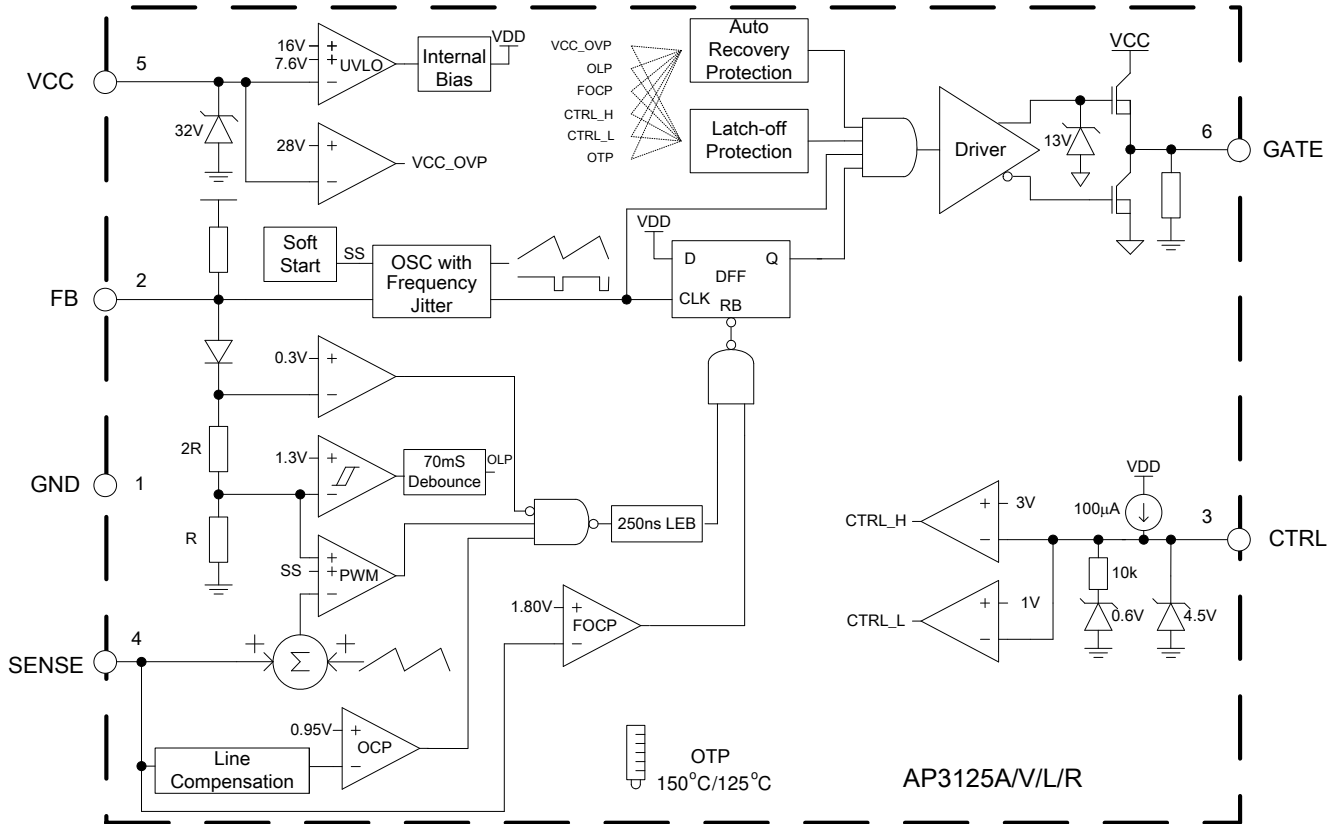 VCC
5
16V
7.6V
+
+
−
UVLO
Internal
Bias
VDD
32V
28V
+
−
VCC_OVP
VCC_OVP
OLP
FOCP
CTRL_H
CTRL_L
OTP
Auto
Recovery
Protection
Latch-off
Protection
Driver
VCC
13V
6
GATE
FB
2
Soft
Start
SS
OSC with
Frequency
Jitter
VDD
D
Q
DFF
CLK
RB
0.3V
+
−
2R
1.3V
+
−
70mS
Debounce
OLP
GND
1
R
SS
+
+
−
PWM
250ns LEB
1.80V
+
−
FOCP
CTRL_H
+
−
3V
VDD
100µA
3
CTRL
CTRL_L
+
−
1V
10k
0.6V
4.5V
SENSE
4
+
Σ
+
0.95V
+
−
OCP
Line
Compensation
OTP
150°C/125°C
AP3125A/V/L/R